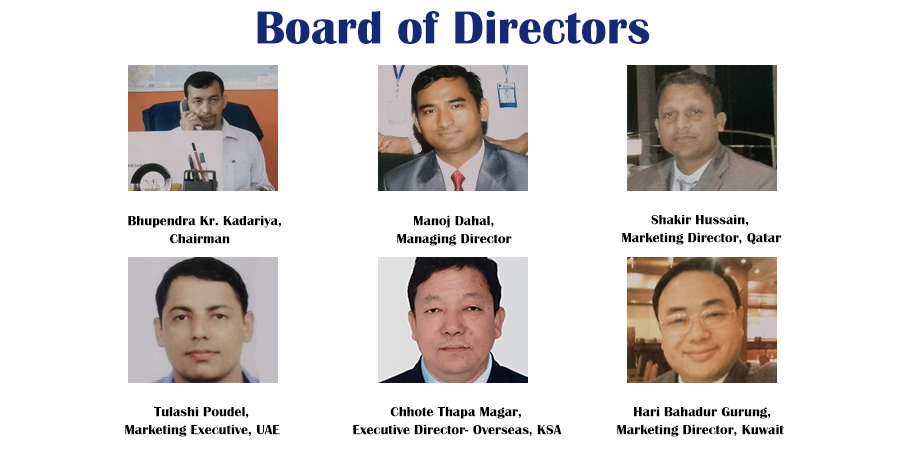 Board of Directors
Bhupendra Kr. Kadariya,
Chairman
Manoj Dahal,
Managing Director
Shakir Hussain,
Marketing Director, Qatar
Tulashi Poudel,
Marketing Executive, UAE
Chhote Thapa Magar,
Executive Director- Overseas, KSA
Hari Bahadur Gurung,
Marketing Director, Kuwait